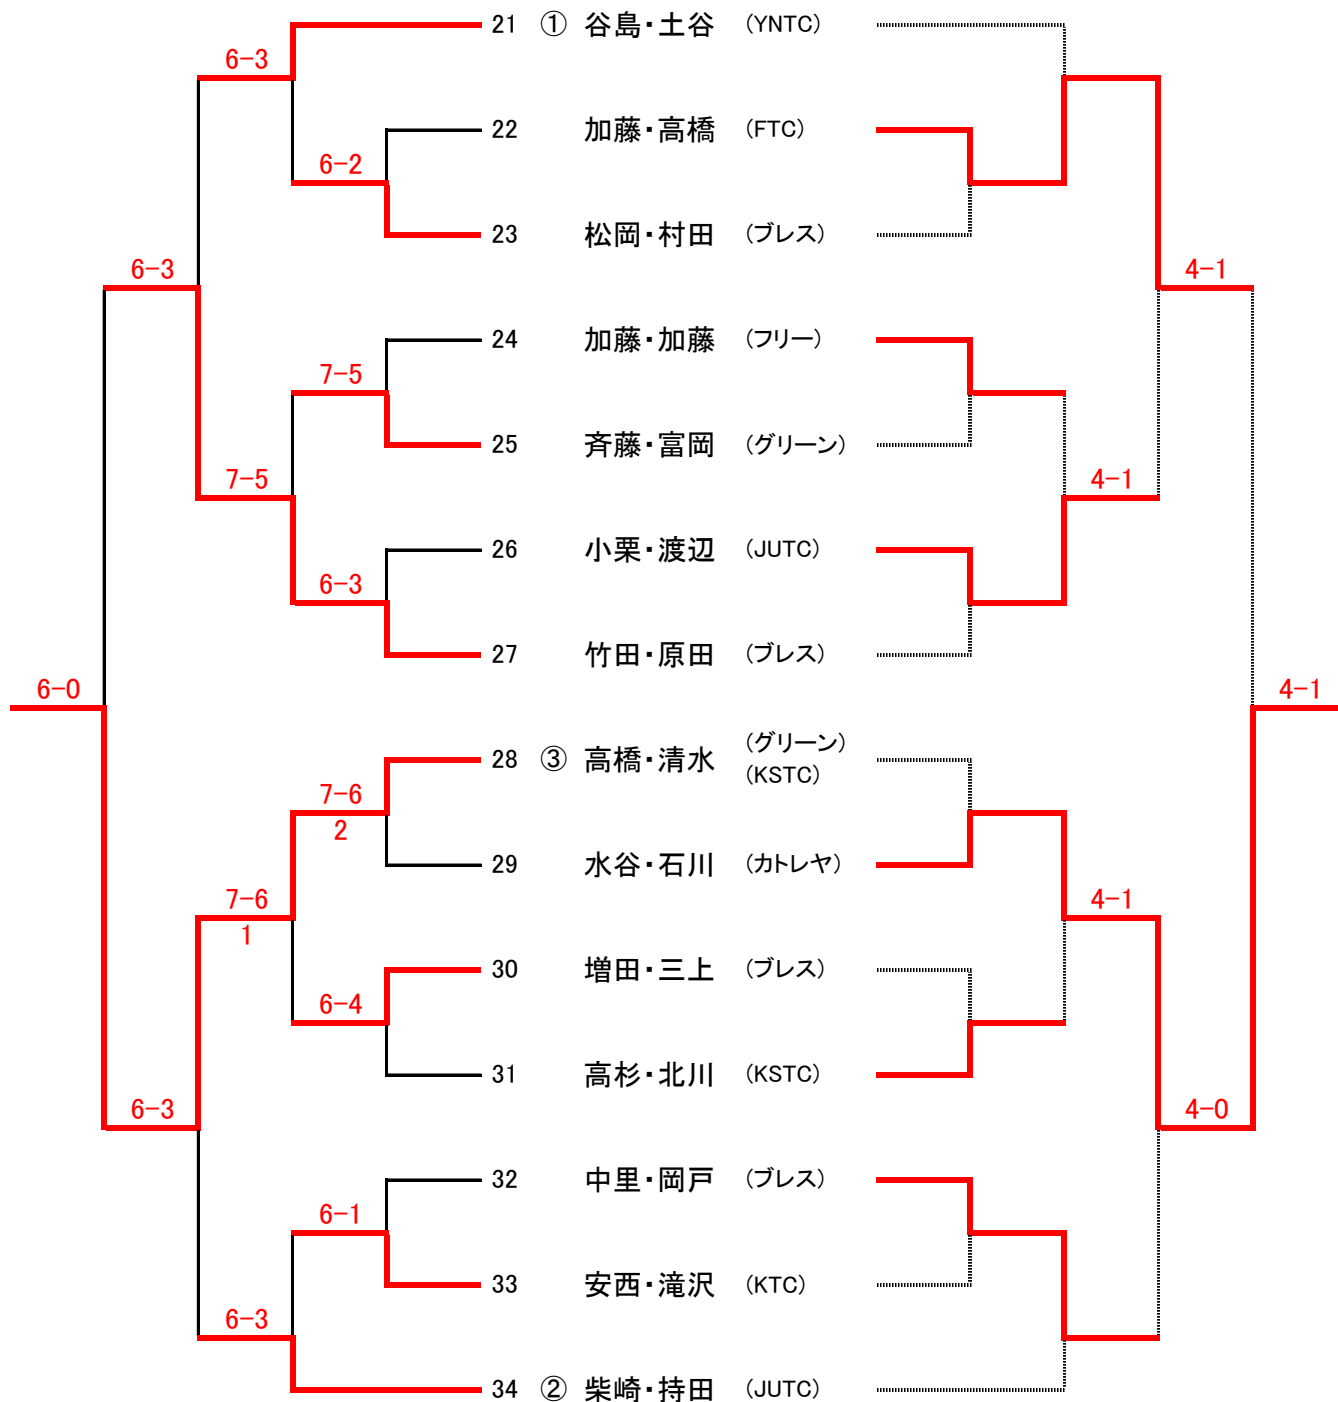 21 ① 谷島・土谷 (YNTC)
6-3
22 加藤・高橋 (FTC)
6-2
23 松岡・村田 (ブレス)
6-3 4-1
24 加藤・加藤 (フリー)
7-5
25 斉藤・富岡 (グリーン)
7-5 4-1
26 小栗・渡辺 (JUTC)
6-3
27 竹田・原田 (ブレス)
6-0 4-1
28 ③ 高橋・清水 (グリーン)
(KSTC)
7-6
2
29 水谷・石川 (カトレヤ)
7-6 4-1
1
30 増田・三上 (ブレス)
6-4
31 高杉・北川 (KSTC)
6-3 4-0
32 中里・岡戸 (ブレス)
6-1
33 安西・滝沢 (KTC)
6-3
34 ② 柴崎・持田 (JUTC)